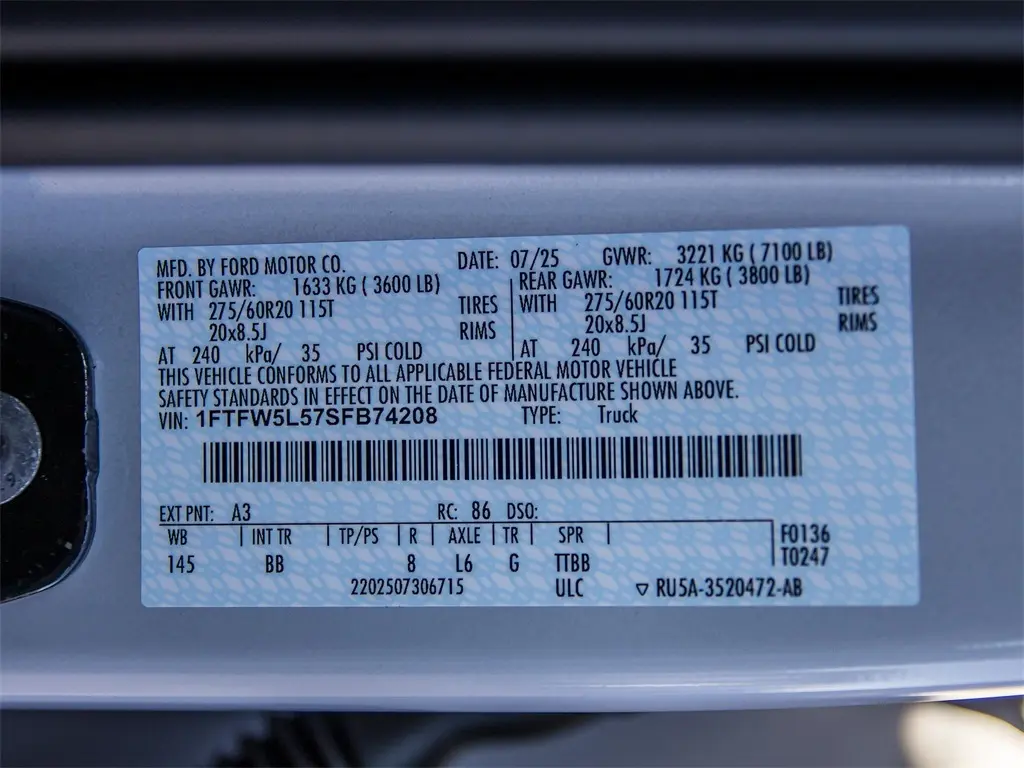 MFD. BY FORD MOTOR CO. DATE: 07/25 GVWR: 3221 KG ( 7100 LB)
FRONT GAWR: 1633 KG ( 3600 LB) REAR GAWR: 1724 KG ( 3800 LB)
WITH 275/60R20 115T TIRES WITH 275/60R20 115T TIRES
20x8.5J RIMS 20x8.5J RIMS
AT 240 kPa/ 35 PSI COLD AT 240 kPa/ 35 PSI COLD
THIS VEHICLE CONFORMS TO ALL APPLICABLE FEDERAL MOTOR VEHICLE
SAFETY STANDARDS IN EFFECT ON THE DATE OF MANUFACTURE SHOWN ABOVE.
VIN: 1FTFW5L57SFB74208 TYPE: Truck
EXT PNT: A3 RC: 86 DSO:
WB INT TR TP/PS R AXLE TR SPR F0136
145 BB 8 L6 G TTBB T0247
2202507306715 ULC ▽ RU5A-3520472-AB